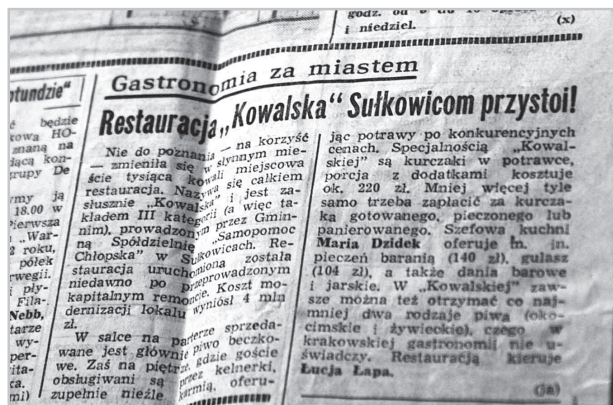 godz. od
i niedziel.
(x)
otundzie"
Gastronomia za miastem
Restauracja „Kowalska" Sułkowicom przystoi!
będzie
kowa HO-
znaną na
jącą kon-
rupy De
ymy ją
18.00 w
Pierwsza
„War-
2 roku,
półek
rwegii.
i pły-
Fila-
Nebb,
tarze
wy-
per-
ita-
ka.
mi)
Nie do poznania — na korzyść
— zmieniła się w słynnym mie-
ście tysiąca kowali miejscowa
restauracja. Nazywa się całkiem
słusznie „Kowalska" i jest za-
kładem III kategorii (a więc ta-
nim), prowadzonym przez Gmin-
ną Spółdzielnię „Samopomoc
Chłopska" w Sułkowicach. Re-
stauracja uruchomiona została
niedawno po przeprowadzonym
kapitalnym remoncie. Koszt mo-
dernizacji lokalu wyniósł 4 mln
zł.
W salce na parterze sprzeda-
wane jest głównie piwo beczko-
we. Zaś na piętrze, gdzie goście
obsługiwani są przez kelnerki,
zupełnie nieźle karmią, oferu-
jąc potrawy po konkurencyjnych
cenach. Specjalnością „Kowal-
skiej" są kurczaki w potrawce,
porcja z dodatkami kosztuje
ok. 220 zł. Mniej więcej tyle
samo trzeba zapłacić za kurcza-
ka gotowanego, pieczonego lub
panierowanego. Szefowa kuchni
Maria Dzidek oferuje m. in.
pieczeń baranią (140 zł), gulasz
(104 zł), a także dania barowe
i jarskie. W „Kowalskiej" zaw-
sze można też otrzymać co naj-
mniej dwa rodzaje piwa (oko-
cimskie i żywieckie), czego w
krakowskiej gastronomii nie u-
świadczy. Restauracją kieruje
Łucja Łapa.
(ja)